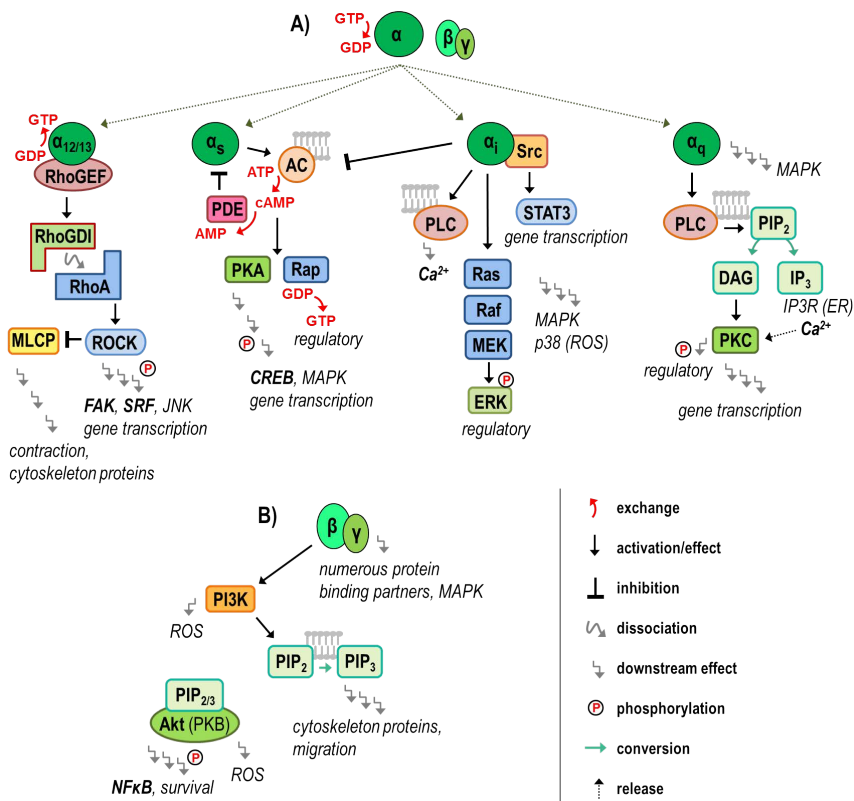 A)
GTP
GDP
α
β
γ
GTP
GDP
α12/13
RhoGEF
RhoGDI
RhoA
MLCP
ROCK
P
FAK, SRF, JNK
gene transcription
contraction,
cytoskeleton proteins
αs
AC
ATP
cAMP
PDE
AMP
PKA
Rap
GDP
GTP
regulatory
P
CREB, MAPK
gene transcription
αi
Src
PLC
STAT3
gene transcription
Ca2+
Ras
Raf
MEK
MAPK
p38 (ROS)
P
ERK
regulatory
αq
MAPK
PLC
PIP2
DAG
IP3
IP3R (ER)
Ca2+
PKC
P
regulatory
gene transcription
B)
β
γ
numerous protein
binding partners, MAPK
PI3K
ROS
PIP2
PIP3
cytoskeleton proteins,
migration
PIP2/3
Akt (PKB)
P
ROS
NFκB, survival
exchange
activation/effect
inhibition
dissociation
downstream effect
P phosphorylation
conversion
release